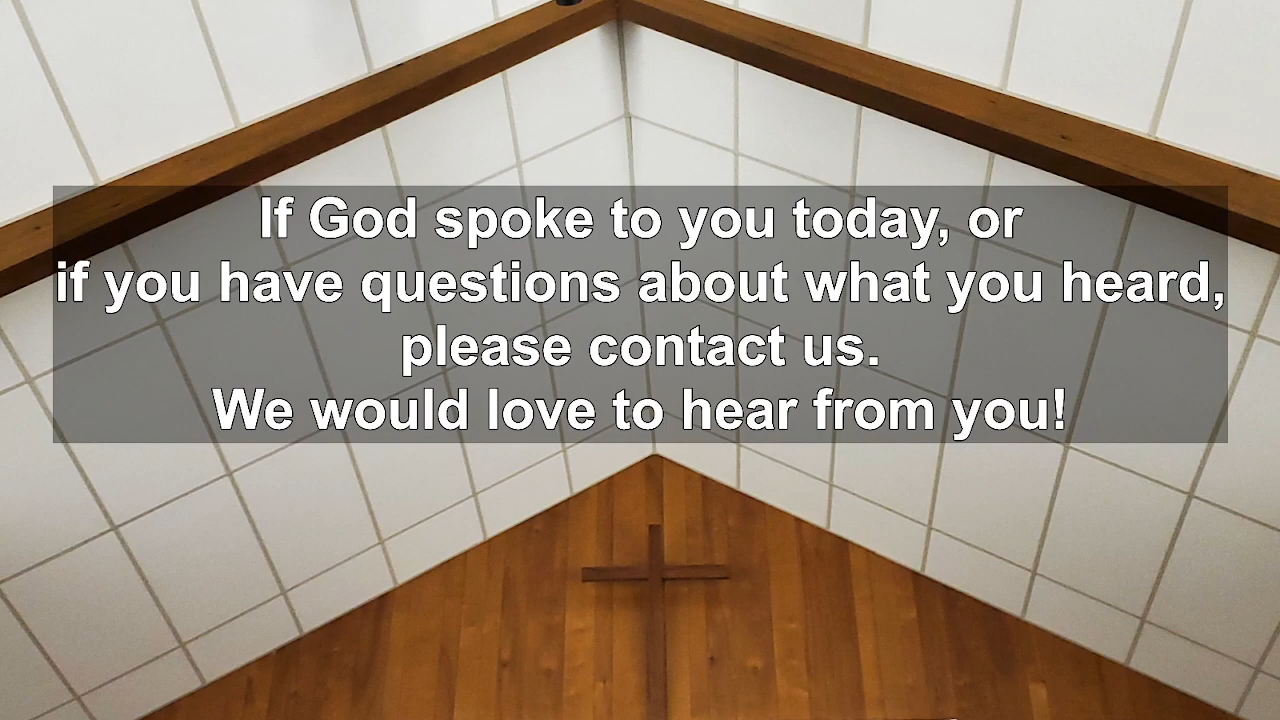 If God spoke to you today, or
if you have questions about what you heard,
please contact us.
We would love to hear from you!